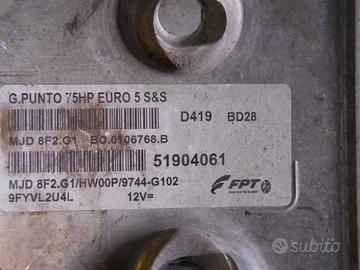 G.PUNTO 75HP EURO 5 S&S
D419 BD28
MJD 8F2.G1 BC.0106768.B
51904061
MJD 8F2.G1/HW00P/9744-G102
9FYVL2U4L 12V=
FPT
subito